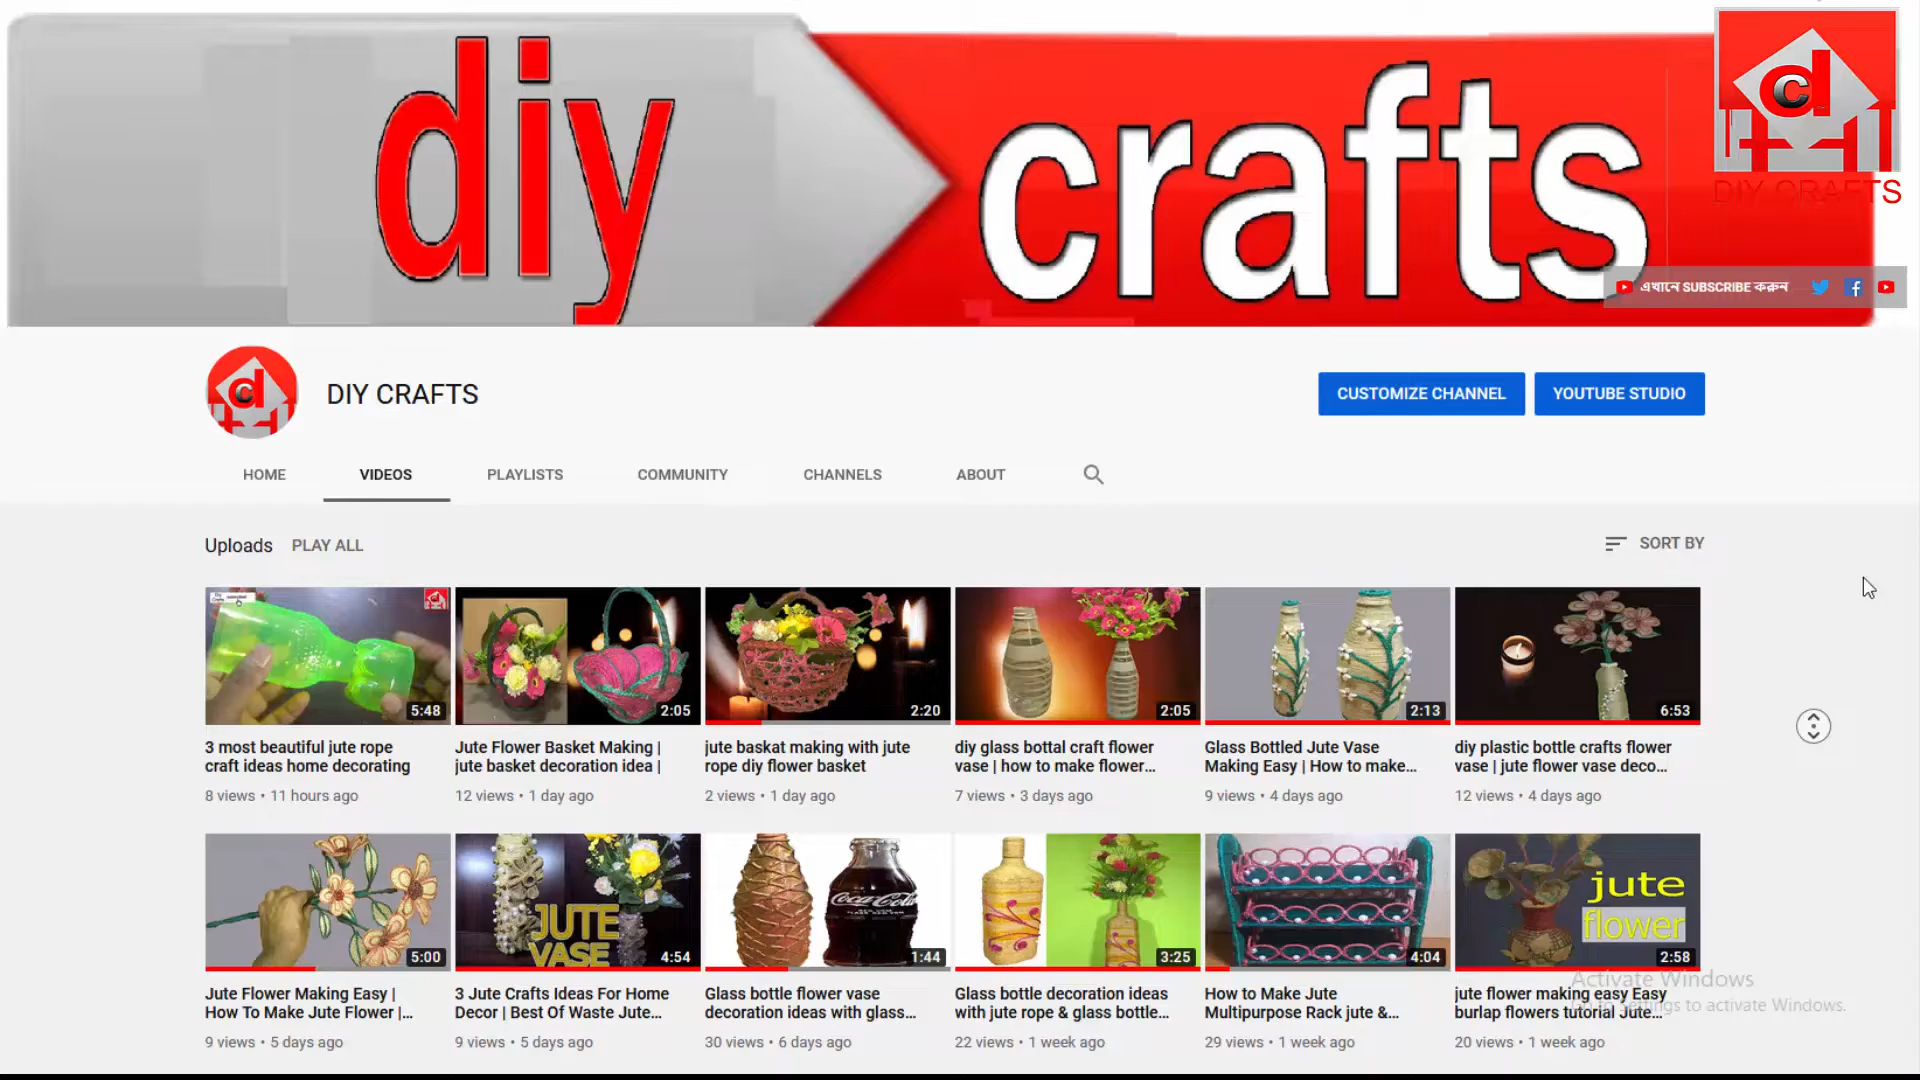 diy crafts
dc
DIY CRAFTS
এখানে SUBSCRIBE করুন
dc
DIY CRAFTS
CUSTOMIZE CHANNEL
YOUTUBE STUDIO
HOME
VIDEOS
PLAYLISTS
COMMUNITY
CHANNELS
ABOUT
Uploads
PLAY ALL
SORT BY
5:48
2:05
2:20
2:05
2:13
6:53
3 most beautiful jute rope
craft ideas home decorating
8 views • 11 hours ago
Jute Flower Basket Making |
jute basket decoration idea |
12 views • 1 day ago
jute baskat making with jute
rope diy flower basket
2 views • 1 day ago
diy glass bottal craft flower
vase | how to make flower...
7 views • 3 days ago
Glass Bottled Jute Vase
Making Easy | How to make...
9 views • 4 days ago
diy plastic bottle crafts flower
vase | jute flower vase deco...
12 views • 4 days ago
5:00
JUTE
VASE
4:54
Coca-Cola
1:44
3:25
4:04
jute
flower
2:58
Jute Flower Making Easy |
How To Make Jute Flower |...
9 views • 5 days ago
3 Jute Crafts Ideas For Home
Decor | Best Of Waste Jute...
9 views • 5 days ago
Glass bottle flower vase
decoration ideas with glass...
30 views • 6 days ago
Glass bottle decoration ideas
with jute rope & glass bottle...
22 views • 1 week ago
How to Make Jute
Multipurpose Rack jute &...
29 views • 1 week ago
jute flower making easy Easy
burlap flowers tutorial Jute...
20 views • 1 week ago
Activate Windows
Go to Settings to activate Windows.